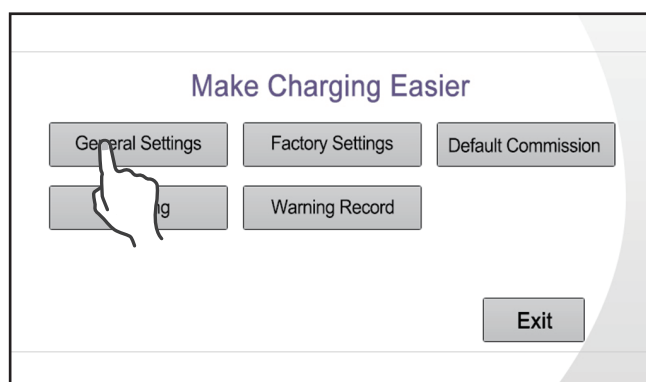 Make Charging Easier
General Settings Factory Settings Default Commission
Warning Record
Exit